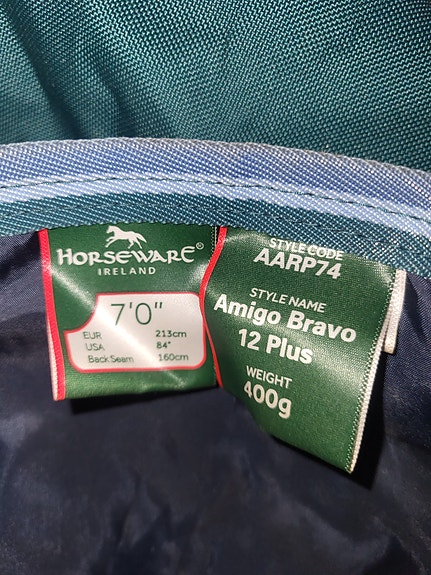 HORSEWARE®
IRELAND
7'0"
EUR 213cm
USA 84"
Back Seam 160cm
STYLE CODE
AARP74
STYLE NAME
Amigo Bravo
12 Plus
WEIGHT
400g